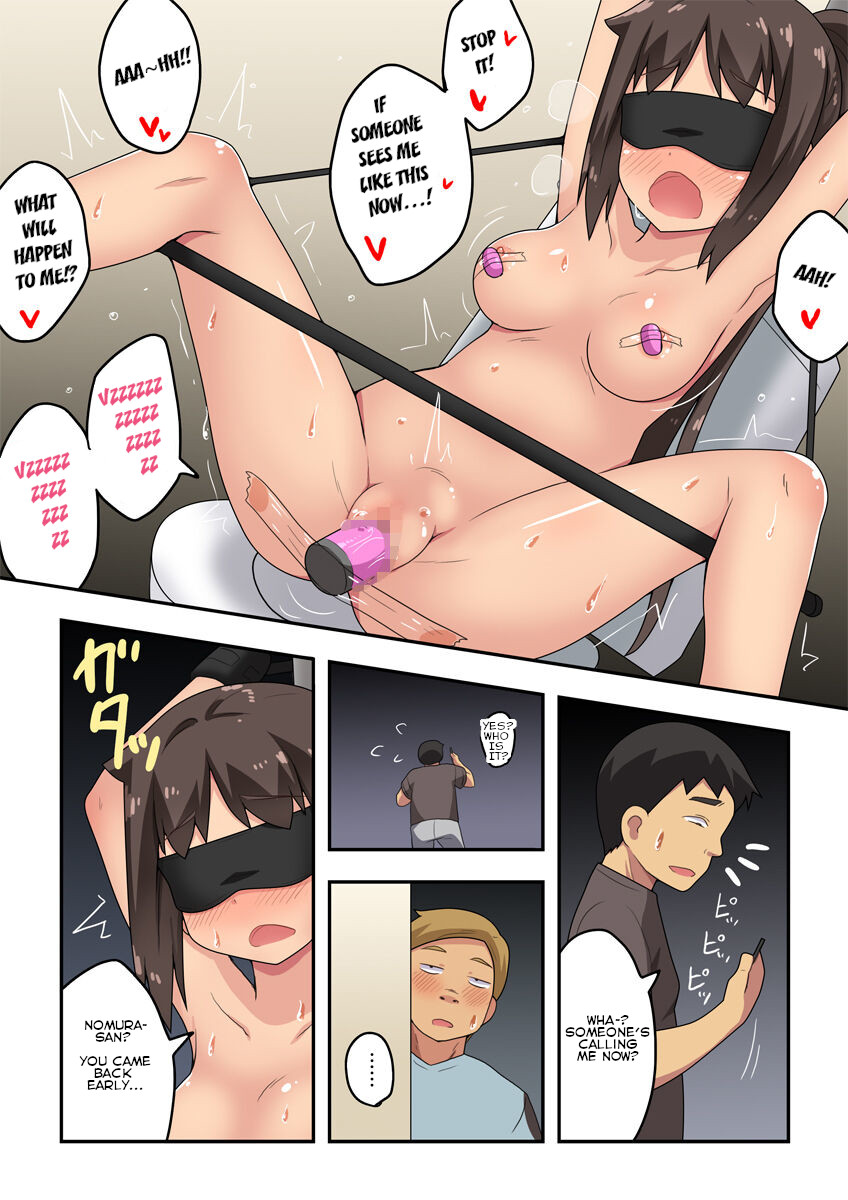 STOP
IT!
IF
SOMEONE
SEES ME
LIKE THIS
NOW...!
AAA~HH!!
WHAT
WILL
HAPPEN
TO ME!?
AAH!
VZZZZZZ
ZZZZZ
ZZZZ
ZZ
VZZZZZ
ZZZZ
ZZZ
ZZ
WHA-?
SOMEONE'S
CALLING
ME NOW?
ピッ
ピッ
ピッ
YES?
WHO
IS
IT?
......
ガタッ
NOMURA-
SAN?
YOU CAME
BACK
EARLY...